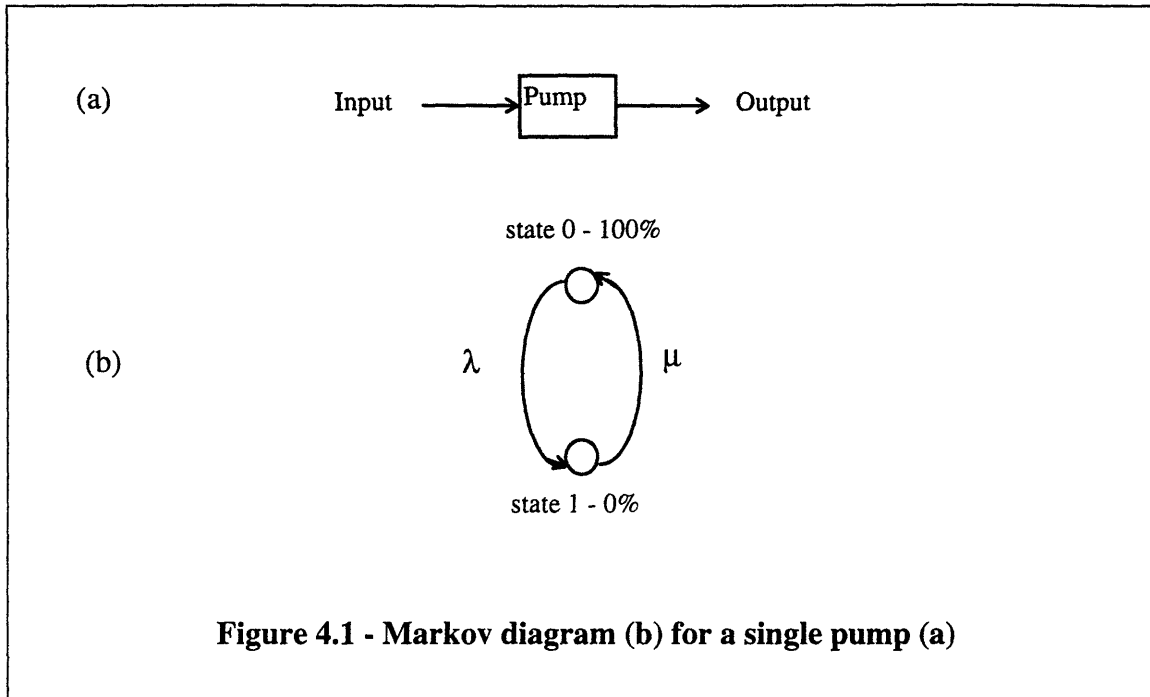 (a)
Input
Pump
Output
state 0 - 100%
(b)
λ
μ
state 1 - 0%
Figure 4.1 - Markov diagram (b) for a single pump (a)